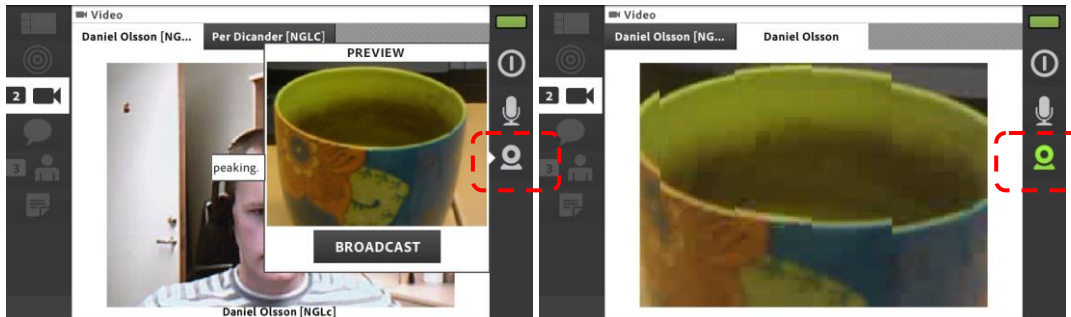 Video
Daniel Olsson [NG... Per Dicander [NGLC]
PREVIEW
2
peaking.
3
BROADCAST
Daniel Olsson [NGLc]
Video
Daniel Olsson [NG... Daniel Olsson
2
3